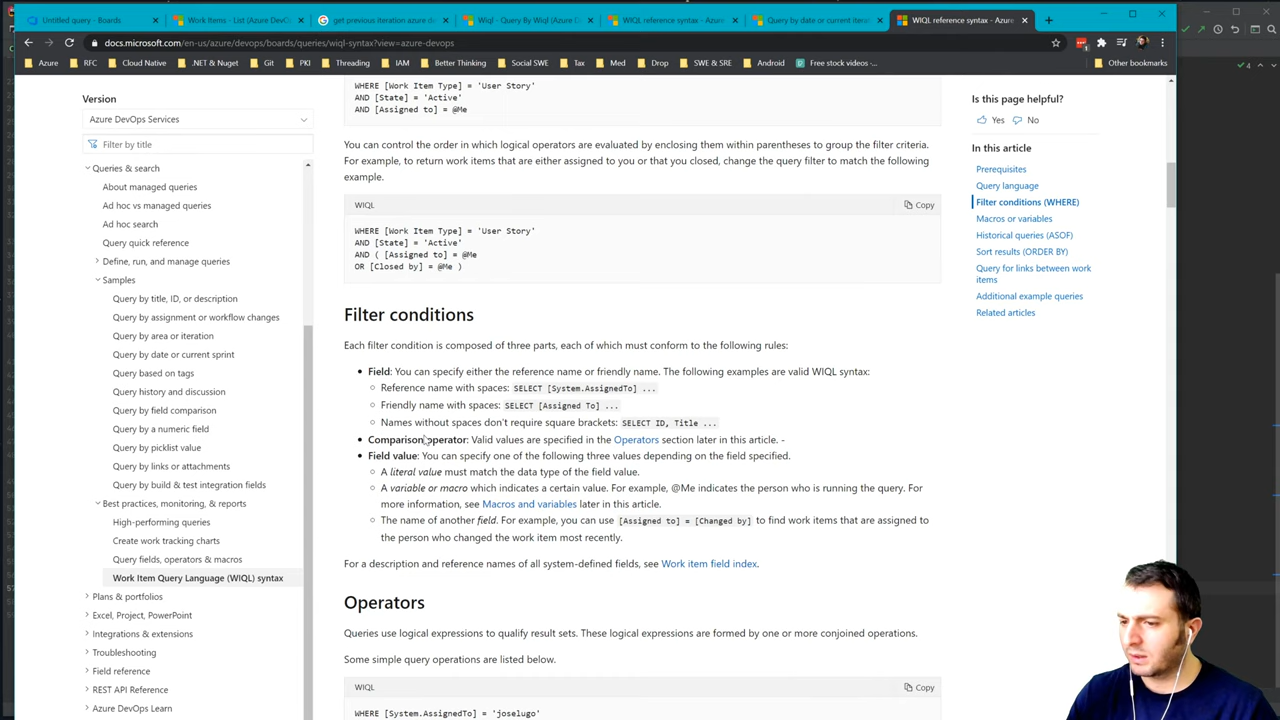 Untitled query - Boards
Work Items - List (Azure DevO
get previous iteration azure de
Wiql - Query By Wiql (Azure D
WIQL reference syntax - Azure
Query by date or current iterati
WIQL reference syntax - Azure
docs.microsoft.com/en-us/azure/devops/boards/queries/wiql-syntax?view=azure-devops
Azure
RFC
Cloud Native
.NET & Nuget
Git
PKI
Threading
IAM
Better Thinking
Social SWE
Tax
Med
Drop
SWE & SRE
Android
Free stock videos - ...
Other bookmarks
Version
Azure DevOps Services
Filter by title
Queries & search
About managed queries
Ad hoc vs managed queries
Ad hoc search
Query quick reference
Define, run, and manage queries
Samples
Query by title, ID, or description
Query by assignment or workflow changes
Query by area or iteration
Query by date or current sprint
Query based on tags
Query history and discussion
Query by field comparison
Query by a numeric field
Query by picklist value
Query by links or attachments
Query by build & test integration fields
Best practices, monitoring, & reports
High-performing queries
Create work tracking charts
Query fields, operators & macros
Work Item Query Language (WIQL) syntax
Plans & portfolios
Excel, Project, PowerPoint
Integrations & extensions
Troubleshooting
Field reference
REST API Reference
Azure DevOps Learn
WHERE [Work Item Type] = 'User Story'
AND [State] = 'Active'
AND [Assigned to] = @Me
You can control the order in which logical operators are evaluated by enclosing them within parentheses to group the filter criteria.
For example, to return work items that are either assigned to you or that you closed, change the query filter to match the following
example.
WIQL
Copy
WHERE [Work Item Type] = 'User Story'
AND [State] = 'Active'
AND ( [Assigned to] = @Me
OR [Closed by] = @Me )
Filter conditions
Each filter condition is composed of three parts, each of which must conform to the following rules:
• Field: You can specify either the reference name or friendly name. The following examples are valid WIQL syntax:
Reference name with spaces: SELECT [System.AssignedTo] ...
Friendly name with spaces: SELECT [Assigned To] ...
Names without spaces don't require square brackets: SELECT ID, Title ...
• Comparison operator: Valid values are specified in the Operators section later in this article. -
• Field value: You can specify one of the following three values depending on the field specified.
A literal value must match the data type of the field value.
A variable or macro which indicates a certain value. For example, @Me indicates the person who is running the query. For
more information, see Macros and variables later in this article.
The name of another field. For example, you can use [Assigned to] = [Changed by] to find work items that are assigned to
the person who changed the work item most recently.
For a description and reference names of all system-defined fields, see Work item field index.
Operators
Queries use logical expressions to qualify result sets. These logical expressions are formed by one or more conjoined operations.
Some simple query operations are listed below.
WIQL
Copy
WHERE [System.AssignedTo] = 'joselugo'
Is this page helpful?
Yes
No
In this article
Prerequisites
Query language
Filter conditions (WHERE)
Macros or variables
Historical queries (ASOF)
Sort results (ORDER BY)
Query for links between work
items
Additional example queries
Related articles